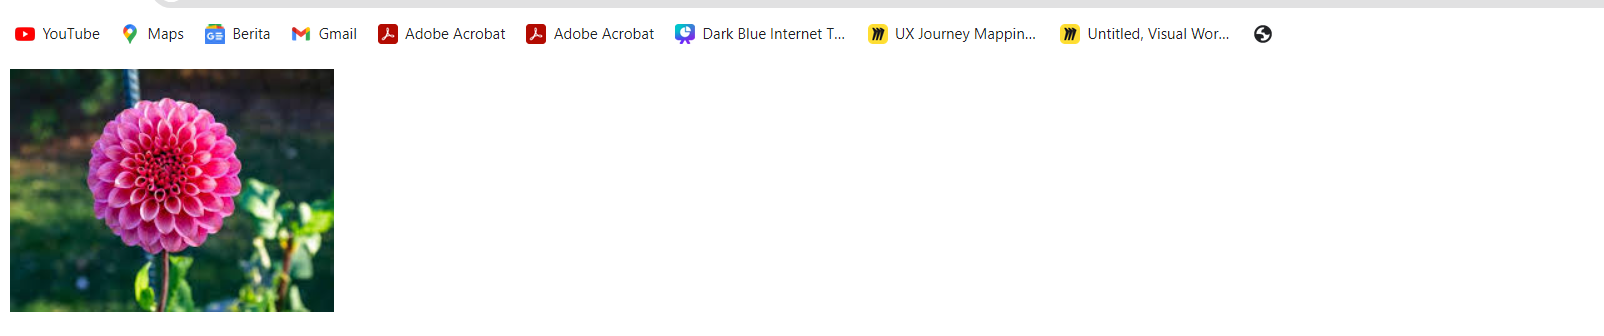 YouTube Maps Berita Gmail Adobe Acrobat Adobe Acrobat Dark Blue Internet T... UX Journey Mappin... Untitled, Visual Wor...